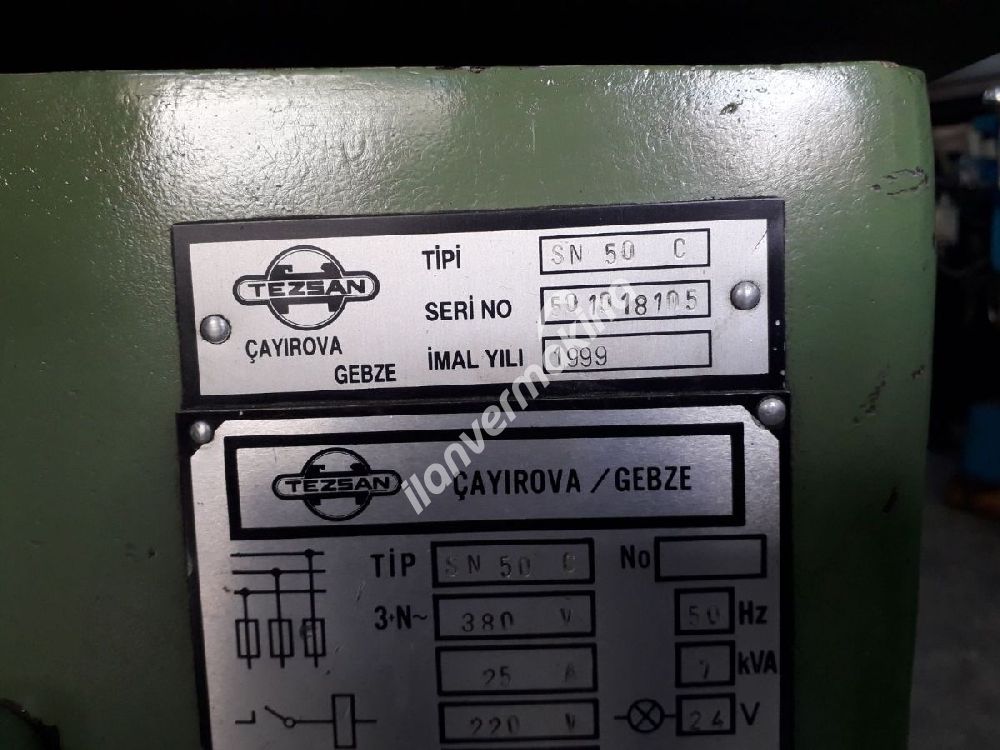 TEZSAN
ÇAYIROVA
GEBZE
TİPİ SN 50 C
SERİ NO
İMAL YILI 1999
ilanvermakina
TEZSAN ÇAYIROVA / GEBZE
TİP SN 50 C No
3+N~ 380 V 50 Hz
25 A 7 kVA
220 V 24 V